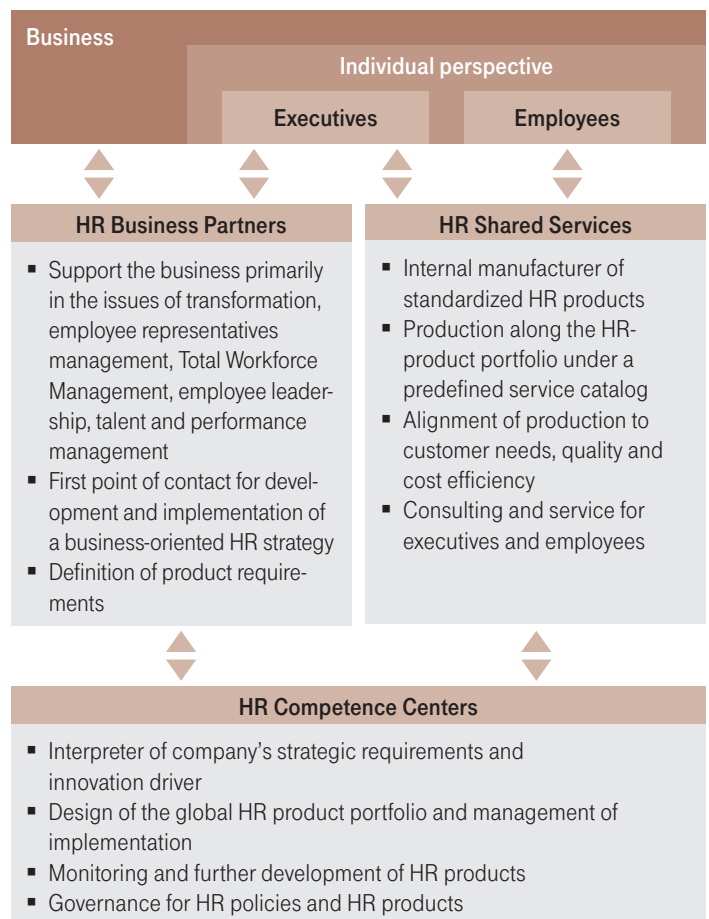 Business
Individual perspective
Executives
Employees
HR Business Partners
▪ Support the business primarily
in the issues of transformation,
employee representatives
management, Total Workforce
Management, employee leader-
ship, talent and performance
management
▪ First point of contact for devel-
opment and implementation of
a business-oriented HR strategy
▪ Definition of product require-
ments
HR Shared Services
▪ Internal manufacturer of
standardized HR products
▪ Production along the HR-
product portfolio under a
predefined service catalog
▪ Alignment of production to
customer needs, quality and
cost efficiency
▪ Consulting and service for
executives and employees
HR Competence Centers
▪ Interpreter of company’s strategic requirements and
innovation driver
▪ Design of the global HR product portfolio and management of
implementation
▪ Monitoring and further development of HR products
▪ Governance for HR policies and HR products